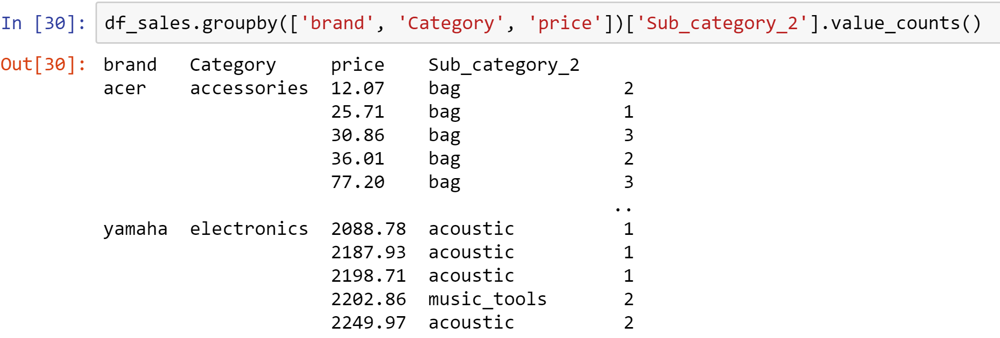 In [30]: df_sales.groupby(['brand', 'Category', 'price'])['Sub_category_2'].value_counts()
Out[30]: brand Category price Sub_category_2
acer accessories 12.07 bag 2
25.71 bag 1
30.86 bag 3
36.01 bag 2
77.20 bag 3
..
yamaha electronics 2088.78 acoustic 1
2187.93 acoustic 1
2198.71 acoustic 1
2202.86 music_tools 2
2249.97 acoustic 2